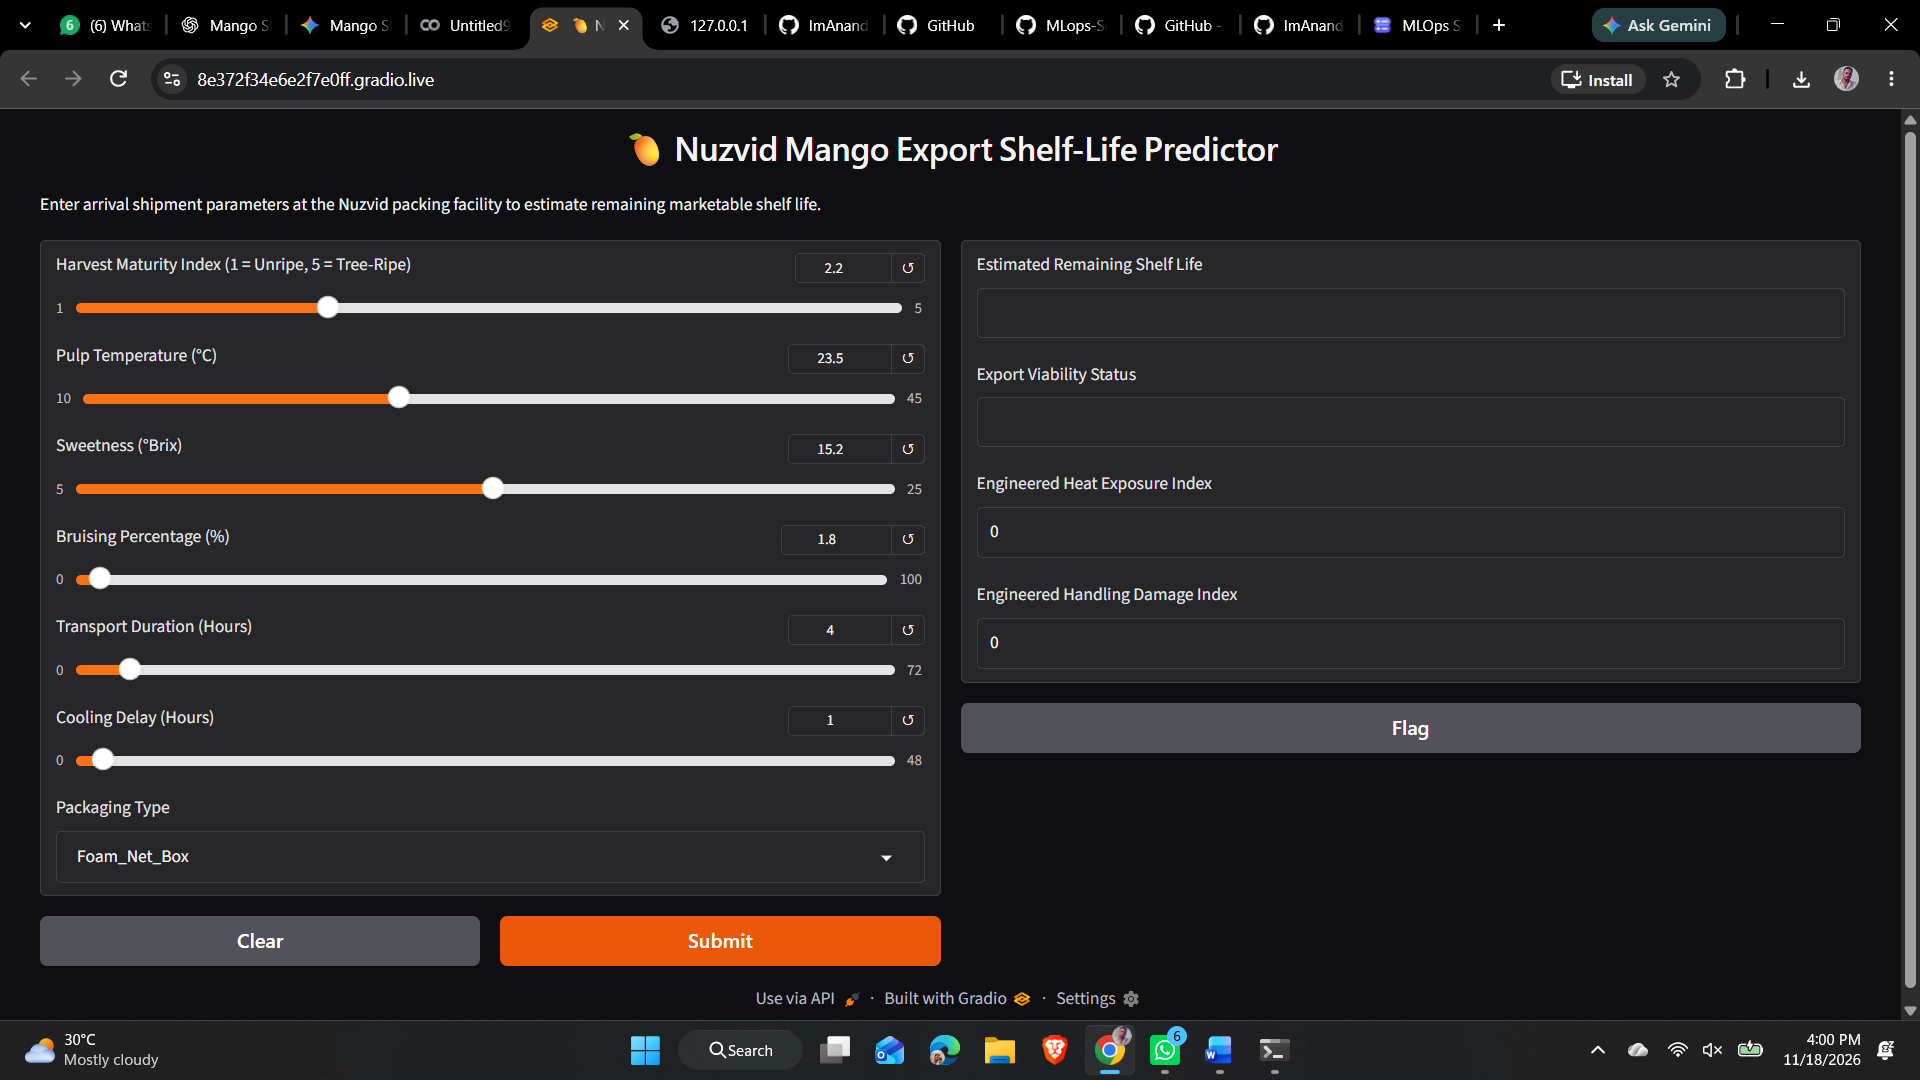 (6) Whats
Mango S
Mango S
Untitled9
N
127.0.0.1
ImAnand
GitHub
MLops-S
GitHub -
ImAnand
MLOps S
Ask Gemini
8e372f34e6e2f7e0ff.gradio.live
Install
Nuzvid Mango Export Shelf-Life Predictor
Enter arrival shipment parameters at the Nuzvid packing facility to estimate remaining marketable shelf life.
Harvest Maturity Index (1 = Unripe, 5 = Tree-Ripe)
2.2
1
5
Pulp Temperature (°C)
23.5
10
45
Sweetness (°Brix)
15.2
5
25
Bruising Percentage (%)
1.8
0
100
Transport Duration (Hours)
4
0
72
Cooling Delay (Hours)
1
0
48
Packaging Type
Foam_Net_Box
Clear
Submit
Estimated Remaining Shelf Life
Export Viability Status
Engineered Heat Exposure Index
0
Engineered Handling Damage Index
0
Flag
Use via API · Built with Gradio · Settings
30°C
Mostly cloudy
Search
6
4:00 PM
11/18/2026